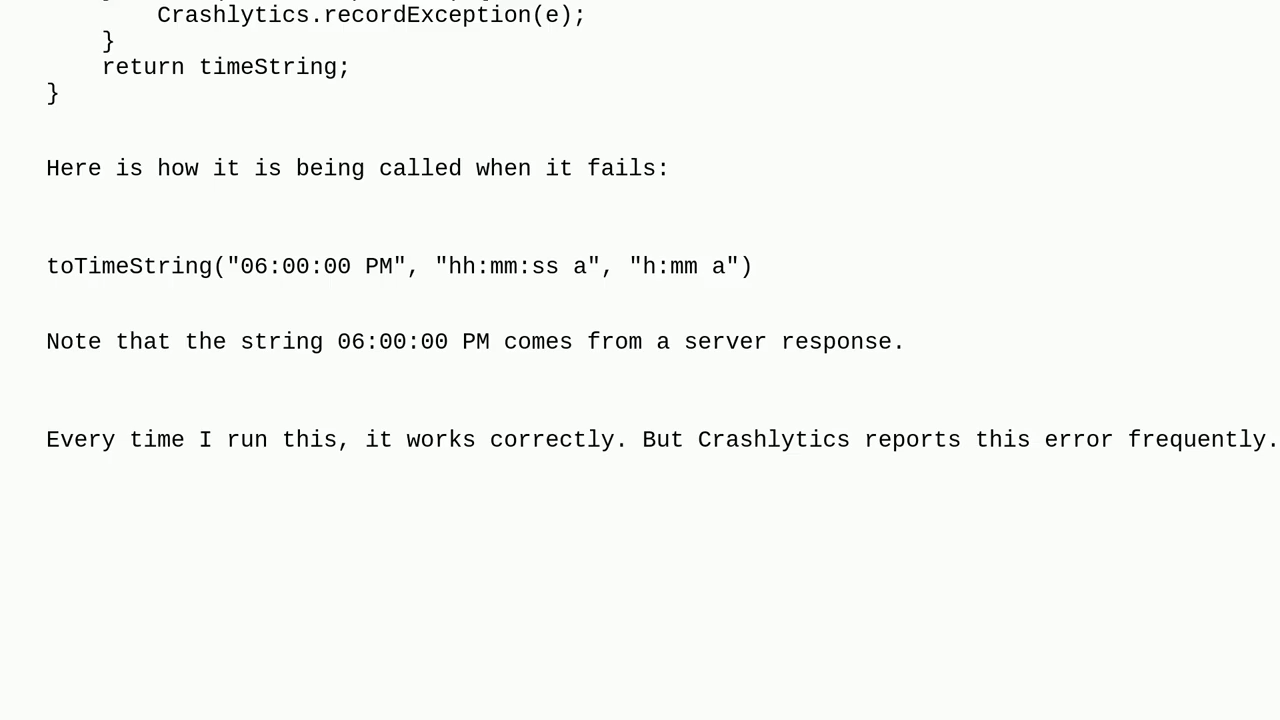 Crashlytics.recordException(e);
}
return timeString;
}
Here is how it is being called when it fails:
toTimeString("06:00:00 PM", "hh:mm:ss a", "h:mm a")
Note that the string 06:00:00 PM comes from a server response.
Every time I run this, it works correctly. But Crashlytics reports this error frequently.